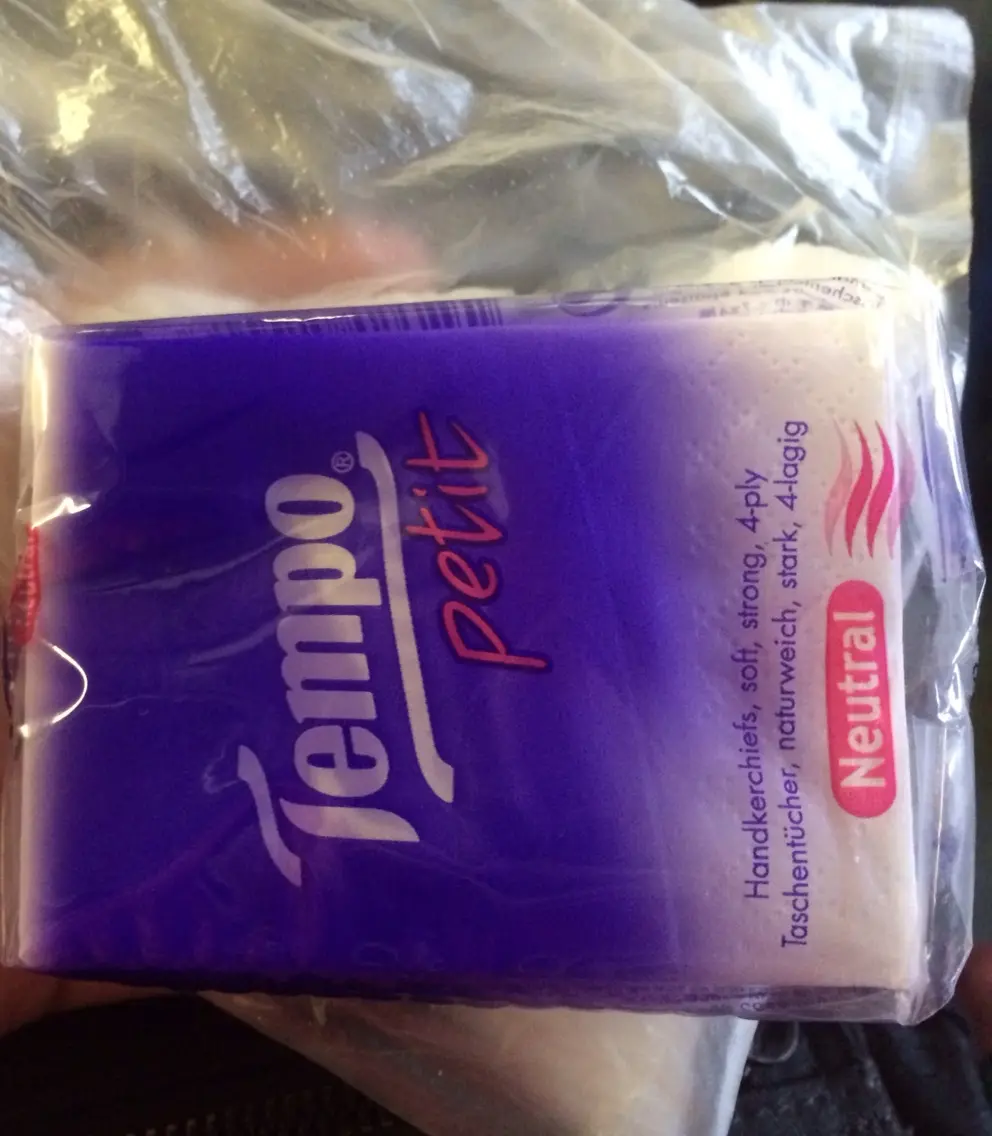 Tempo®
petit
Handkerchiefs, soft, strong, 4-ply
Taschentücher, naturweich, stark, 4-lagig
Neutral